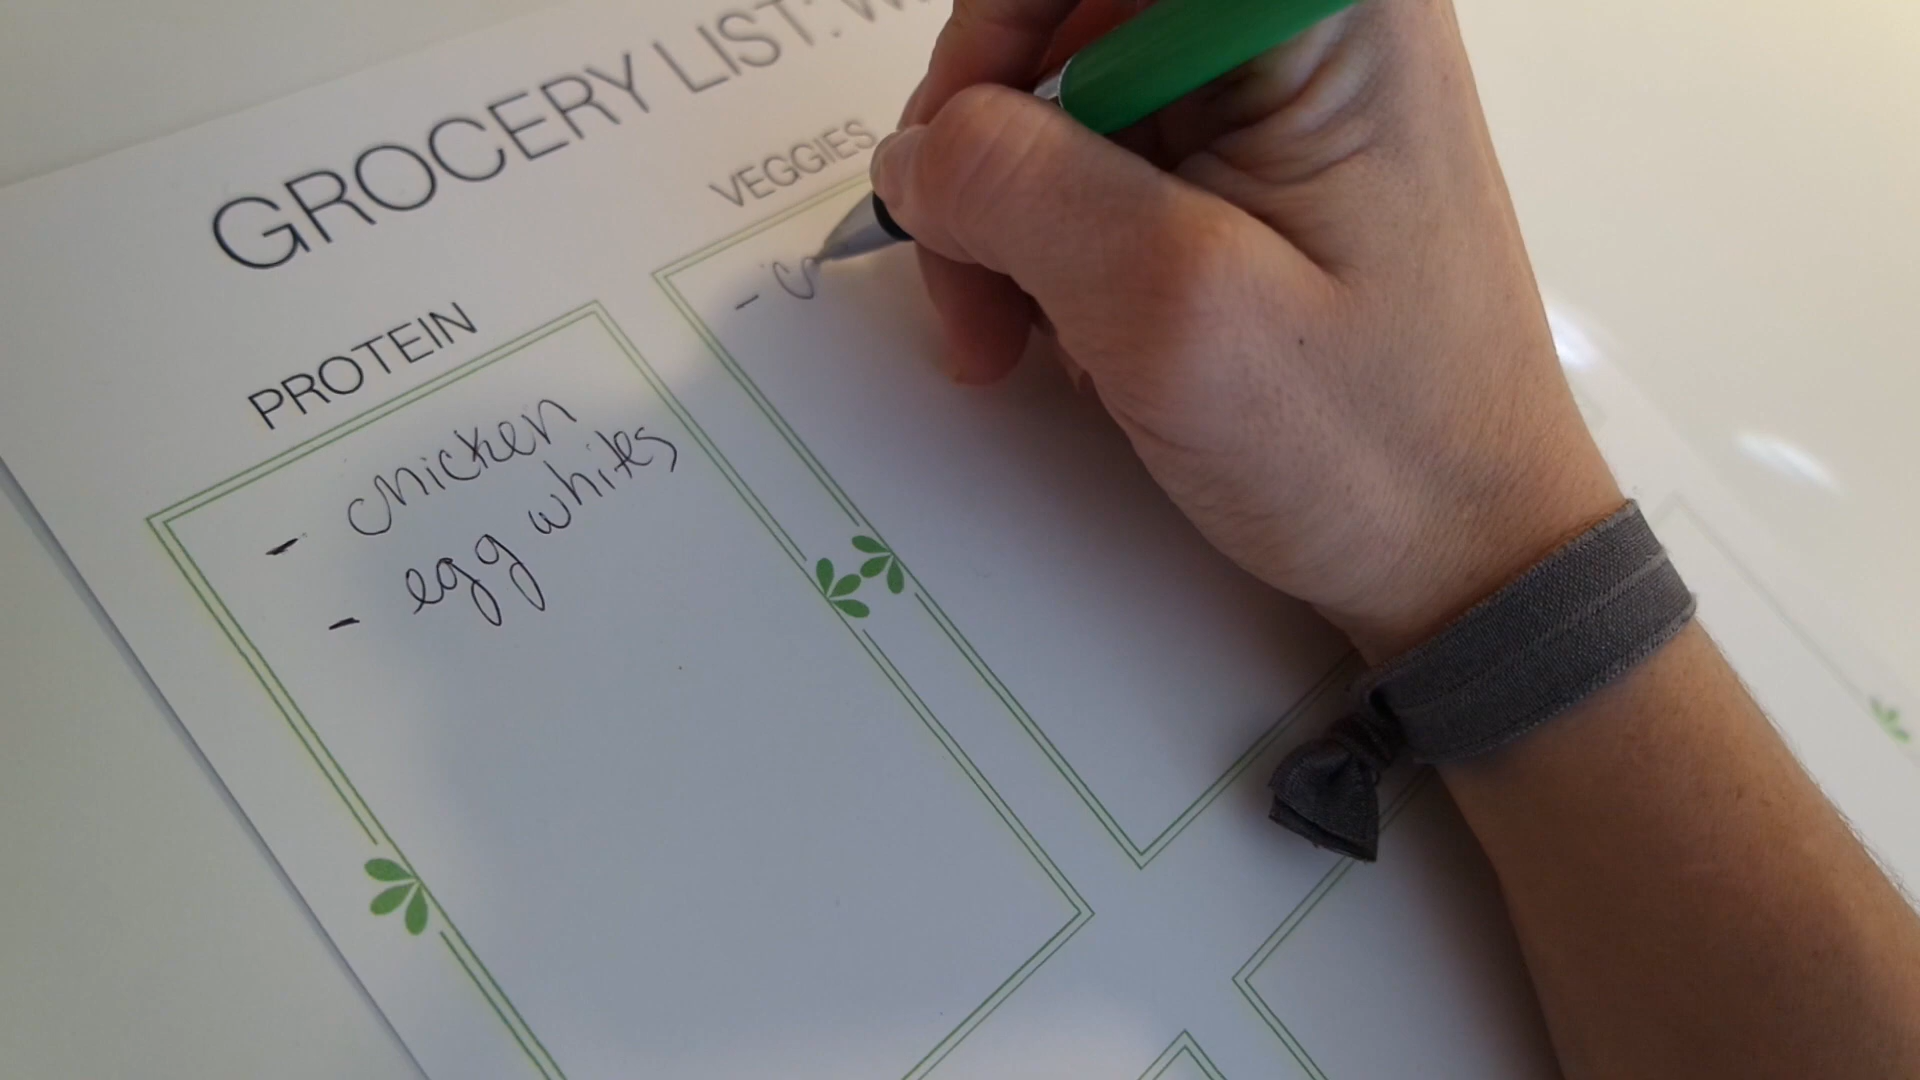 GROCERY LIST:
PROTEIN
- chicken
- egg whites
VEGGIES
-